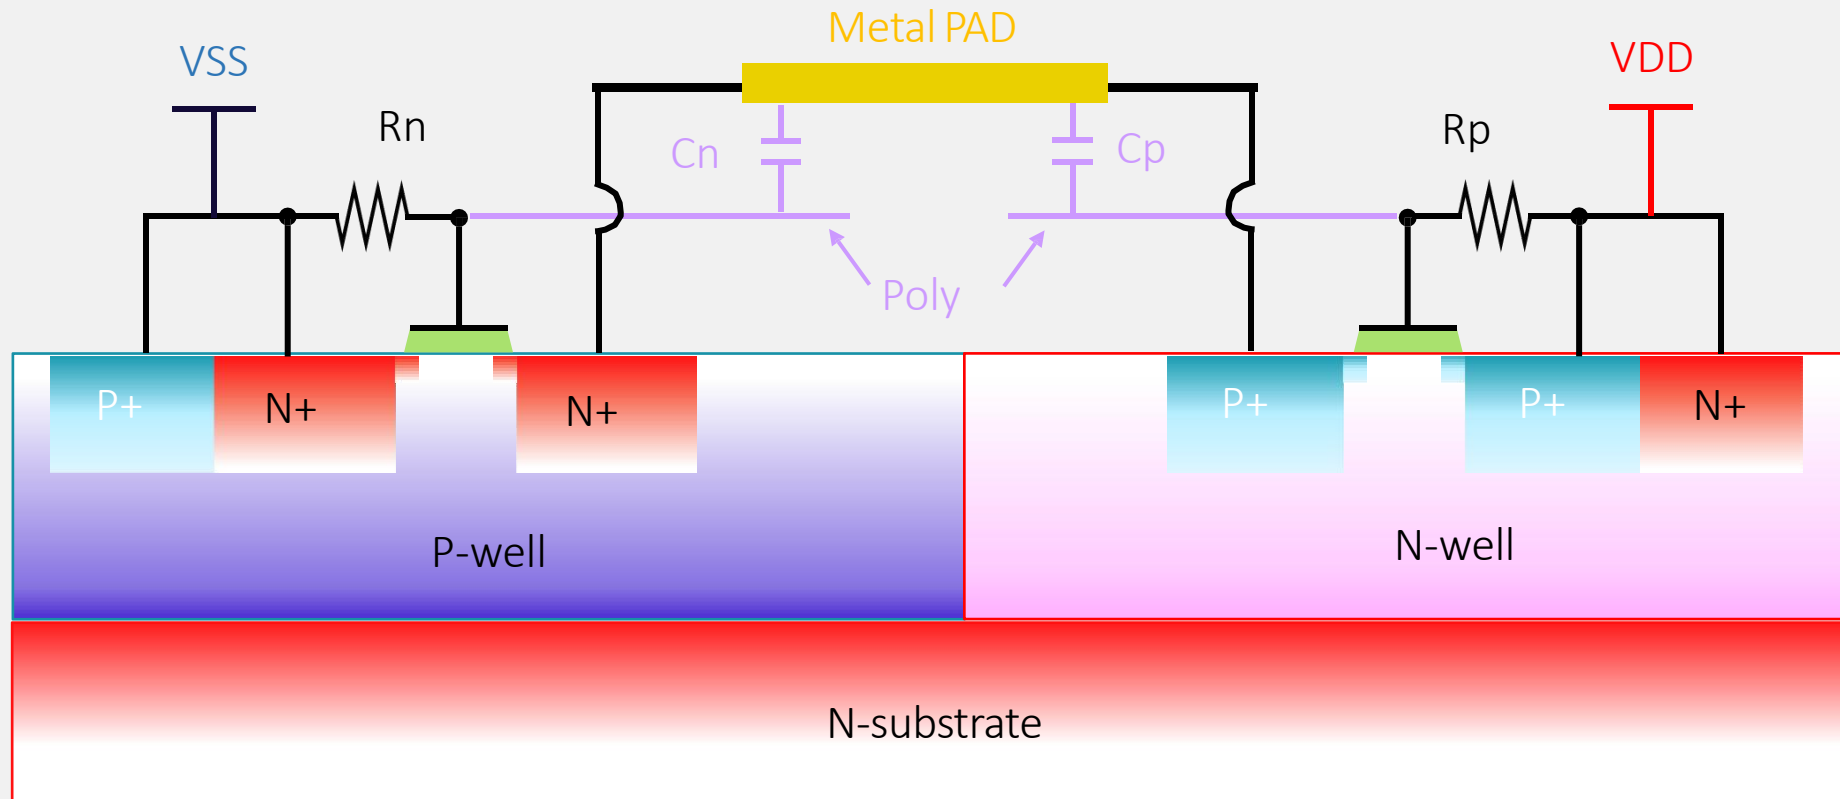 Metal PAD
VSS
VDD
Rn
Rp
Cn
Cp
Poly
P+
N+
N+
P+
P+
N+
P-well
N-well
N-substrate